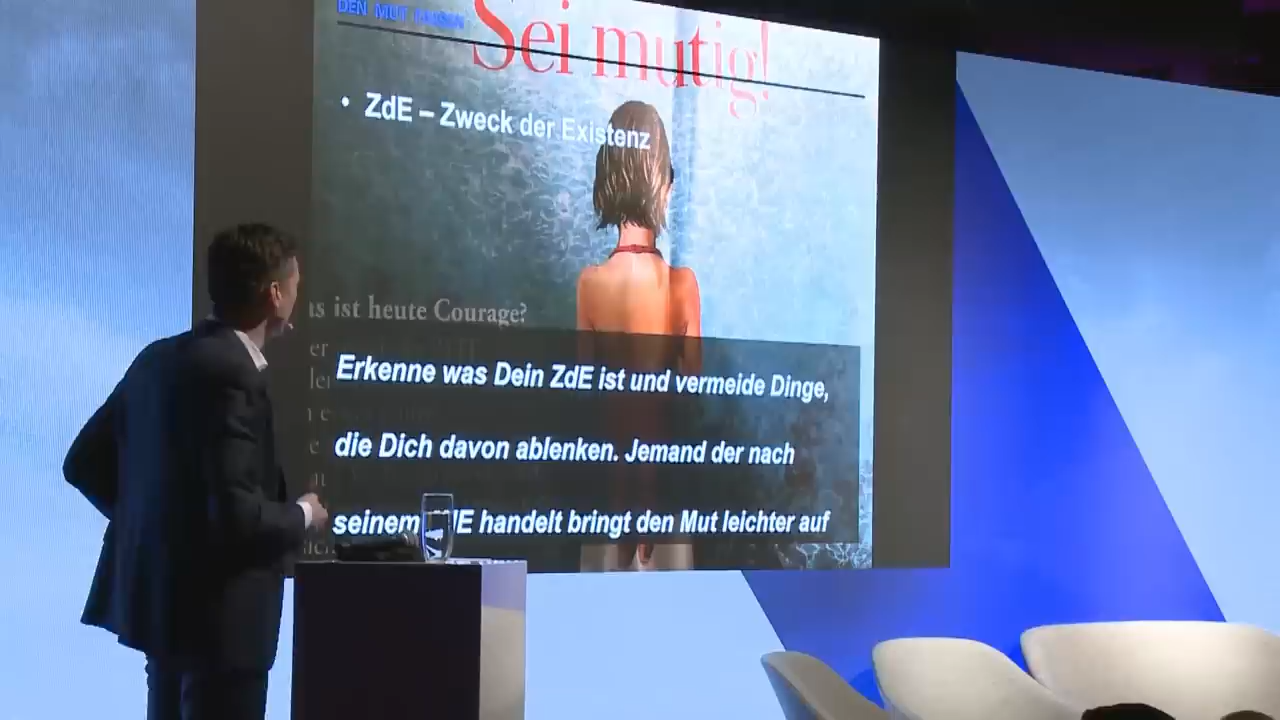 DEN MUT
Sei mutig!
• ZdE – Zweck der Existenz
ist heute Courage?
Erkenne was Dein ZdE ist und vermeide Dinge,
die Dich davon ablenken. Jemand der nach
seinem handelt bringt den Mut leichter auf